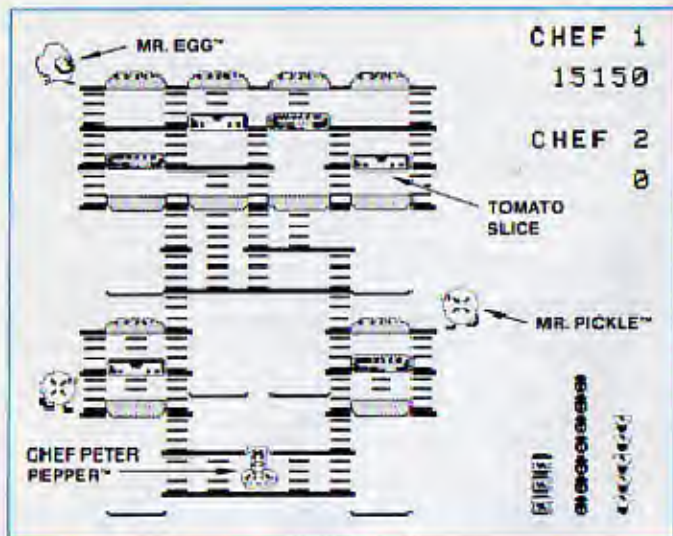 MR. EGG™
CHEF 1
15150
CHEF 2
0
TOMATO
SLICE
MR. PICKLE™
CHEF PETER
PEPPER™